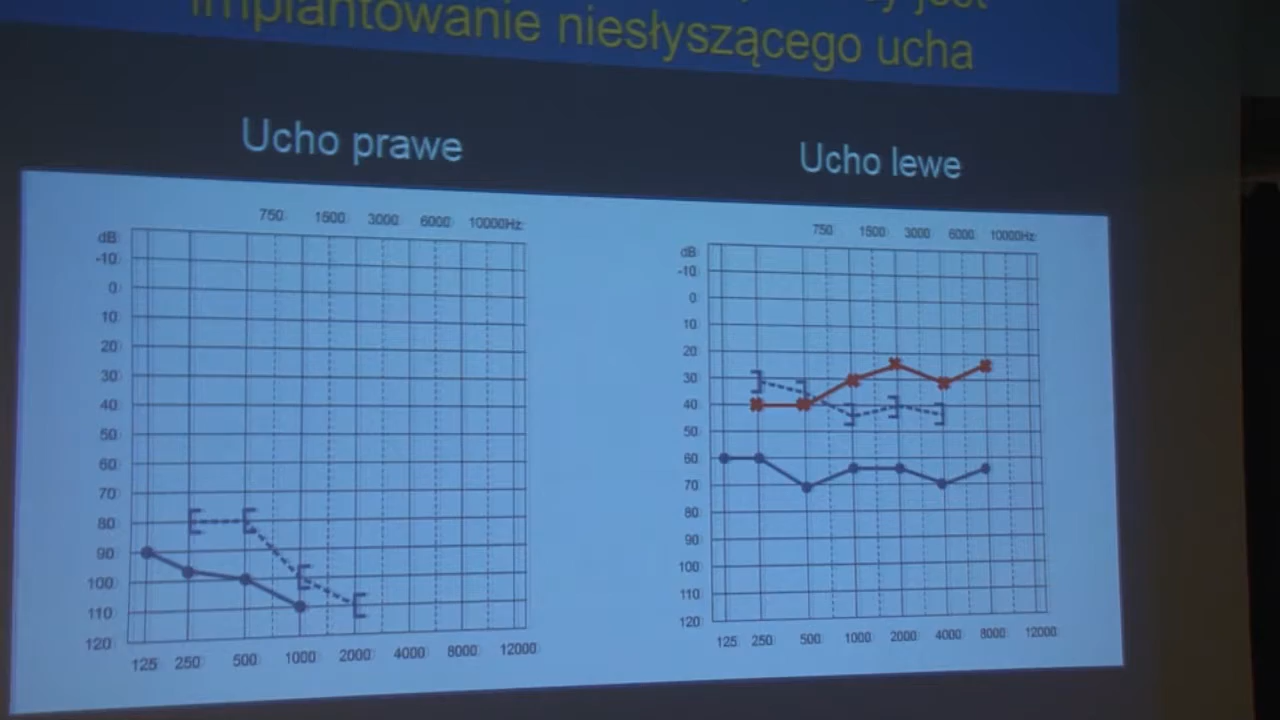 jest
implantowanie niesłyszącego ucha
Ucho prawe
Ucho lewe
750 1500 3000 6000 10000Hz
dB
-10
0
10
20
30
40
50
60
70
80
90
100
110
120
125 250 500 1000 2000 4000 8000 12000
750 1500 3000 6000 10000Hz
dB
-10
0
10
20
30
40
50
60
70
80
90
100
110
120
125 250 500 1000 2000 4000 8000 12000